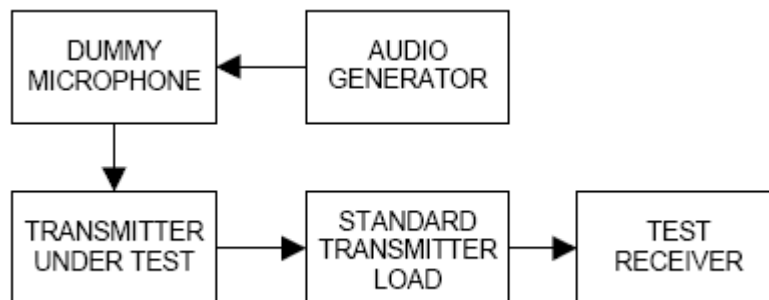 DUMMY
MICROPHONE
AUDIO
GENERATOR
TRANSMITTER
UNDER TEST
STANDARD
TRANSMITTER
LOAD
TEST
RECEIVER